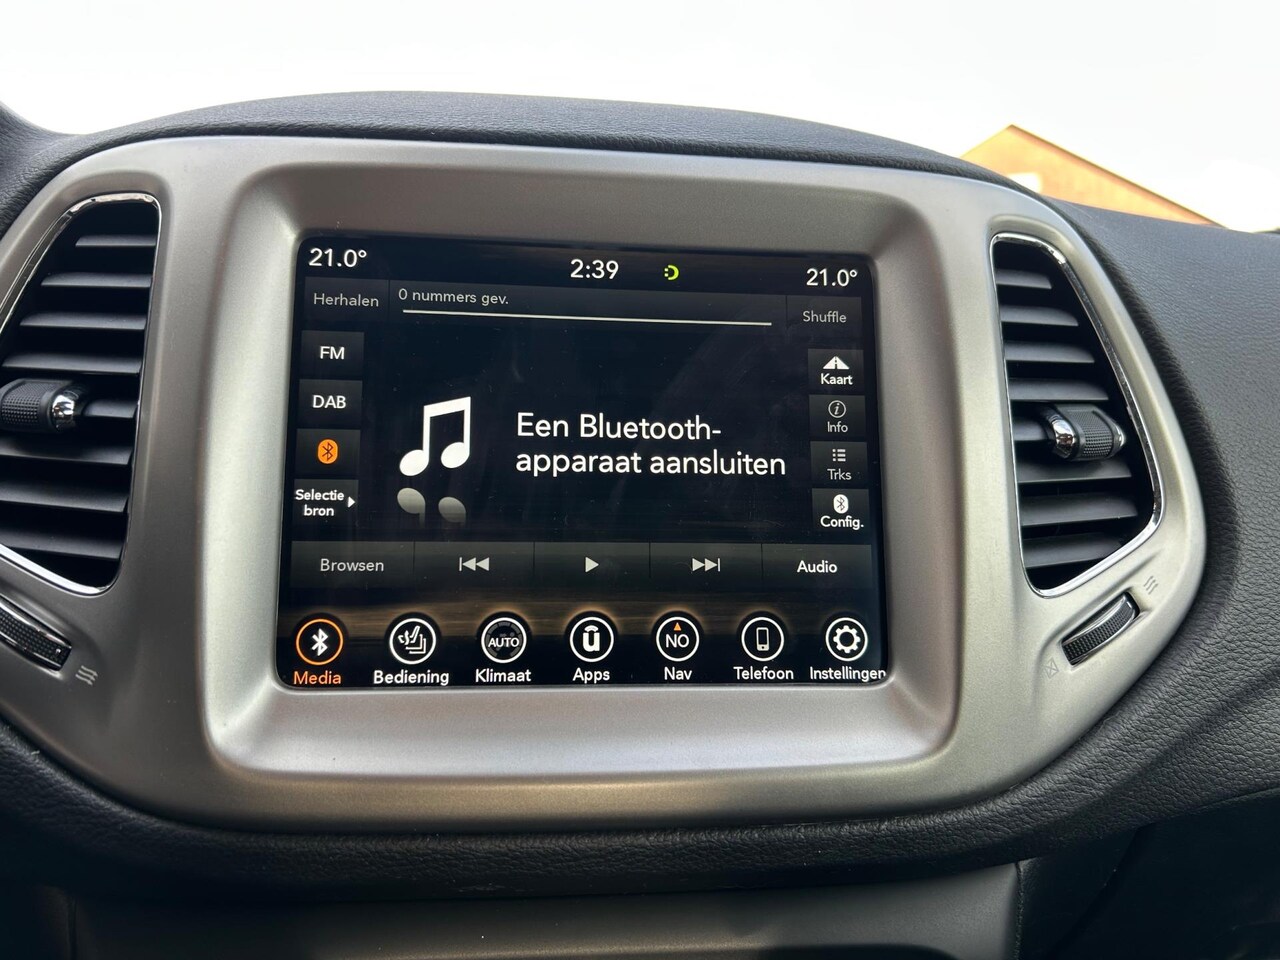 21.0°
2:39
21.0°
Herhalen
0 nummers gev.
Shuffle
FM
DAB
Selectie
bron
Een Bluetooth-
apparaat aansluiten
Kaart
i
Info
Trks
Config.
Browsen
Audio
AUTO
ū
NO
Media
Bediening
Klimaat
Apps
Nav
Telefoon
Instellingen